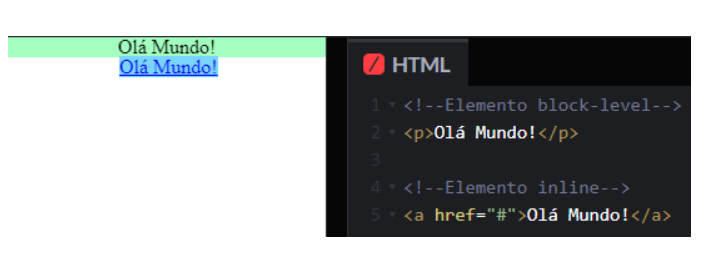 Olá Mundo!
Olá Mundo!
/ HTML
1 <!--Elemento block-level-->
2 <p>Olá Mundo!</p>
3
4 <!--Elemento inline-->
5 <a href="#">Olá Mundo!</a>